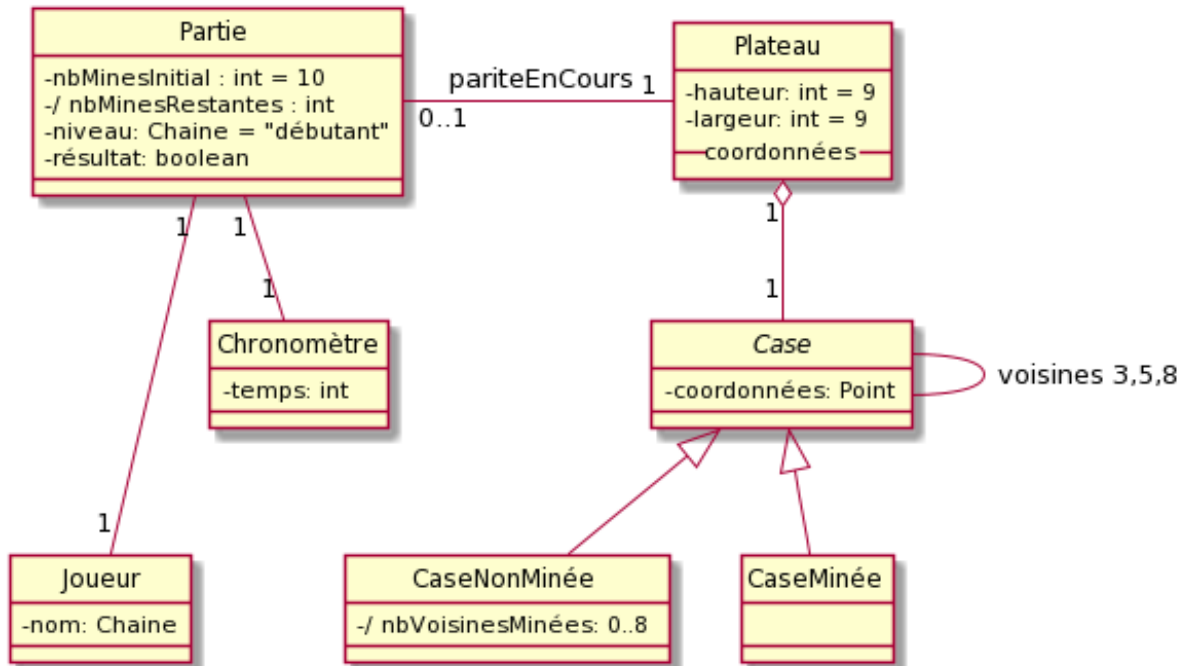 Partie
-nbMinesInitial : int = 10
-/ nbMinesRestantes : int
-niveau: Chaine = "débutant"
-résultat: boolean
pariteEnCours
1
0..1
Plateau
-hauteur: int = 9
-largeur: int = 9
coordonnées
1
1
1
1
1
Chronomètre
-temps: int
Case
-coordonnées: Point
voisines 3,5,8
1
Joueur
-nom: Chaine
CaseNonMinée
-/ nbVoisinesMinées: 0..8
CaseMinée